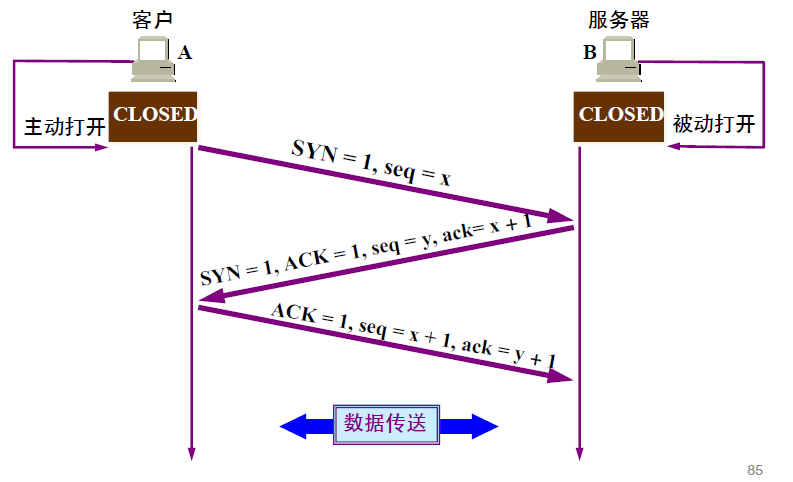 客户
服务器
A
B
CLOSED
CLOSED
主动打开
被动打开
SYN = 1, seq = x
SYN = 1, ACK = 1, seq = y, ack= x + 1
ACK = 1, seq = x + 1, ack = y + 1
数据传送
85